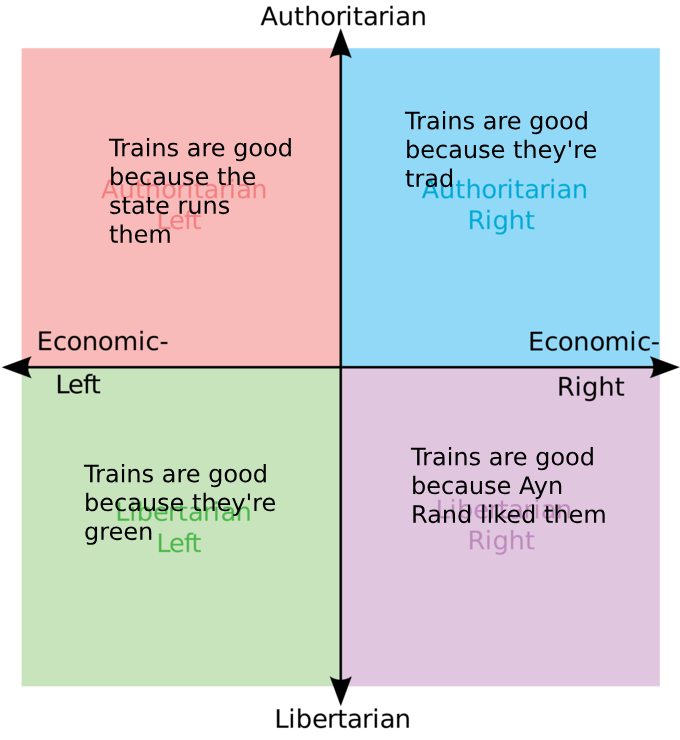 Authoritarian
Trains are good
because the
state runs
them
Authoritarian
Left
Trains are good
because they're
trad
Authoritarian
Right
Economic-
Left
Economic-
Right
Trains are good
because they're
green
Libertarian
Left
Trains are good
because Ayn
Rand liked them
Libertarian
Right
Libertarian